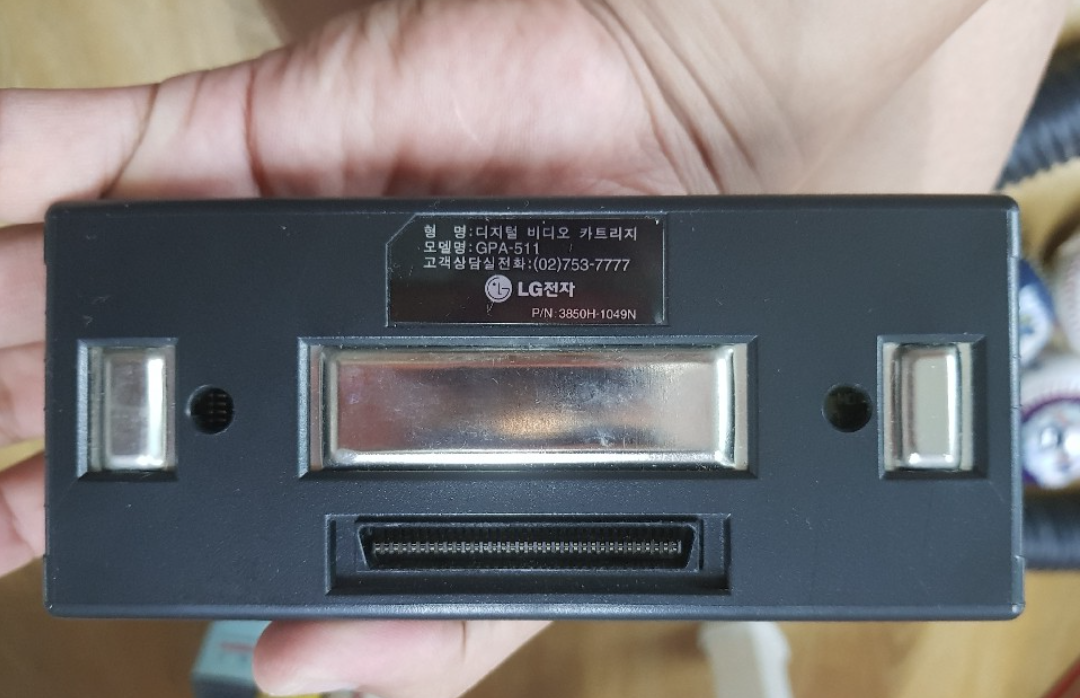 형 명:디지털 비디오 카트리지
모델명:GPA-511
고객상담실전화:(02)753-7777
LG전자
P/N:3850H-1049N